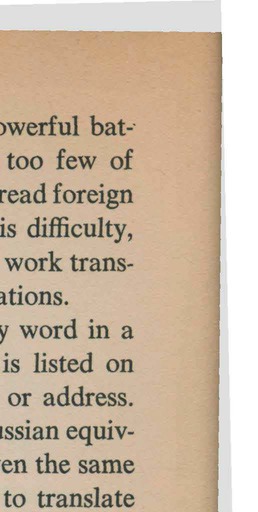 owerful bat-
too few of
read foreign
is difficulty,
work trans-
ations.
y word in a
is listed on
or address.
ussian equiv-
en the same
to translate